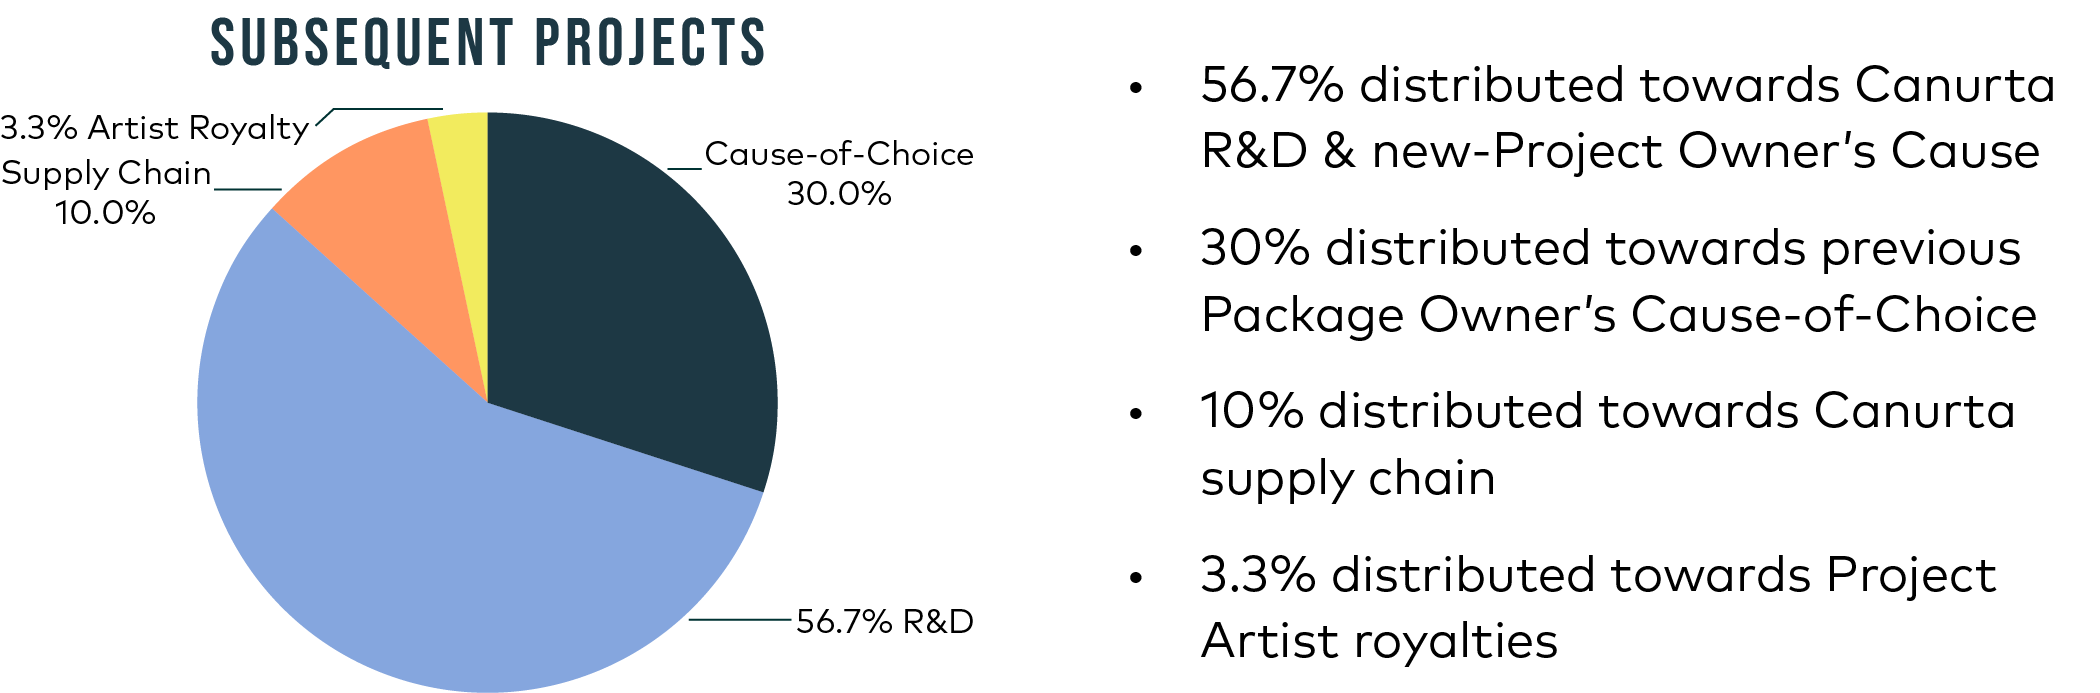 SUBSEQUENT PROJECTS
3.3% Artist Royalty
Supply Chain
10.0%
Cause-of-Choice
30.0%
56.7% R&D
• 56.7% distributed towards Canurta
R&D & new-Project Owner’s Cause
• 30% distributed towards previous
Package Owner’s Cause-of-Choice
• 10% distributed towards Canurta
supply chain
• 3.3% distributed towards Project
Artist royalties